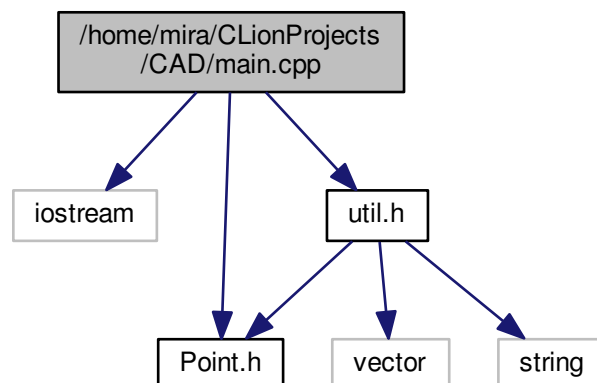 /home/mira/CLionProjects
/CAD/main.cpp
iostream
util.h
Point.h
vector
string